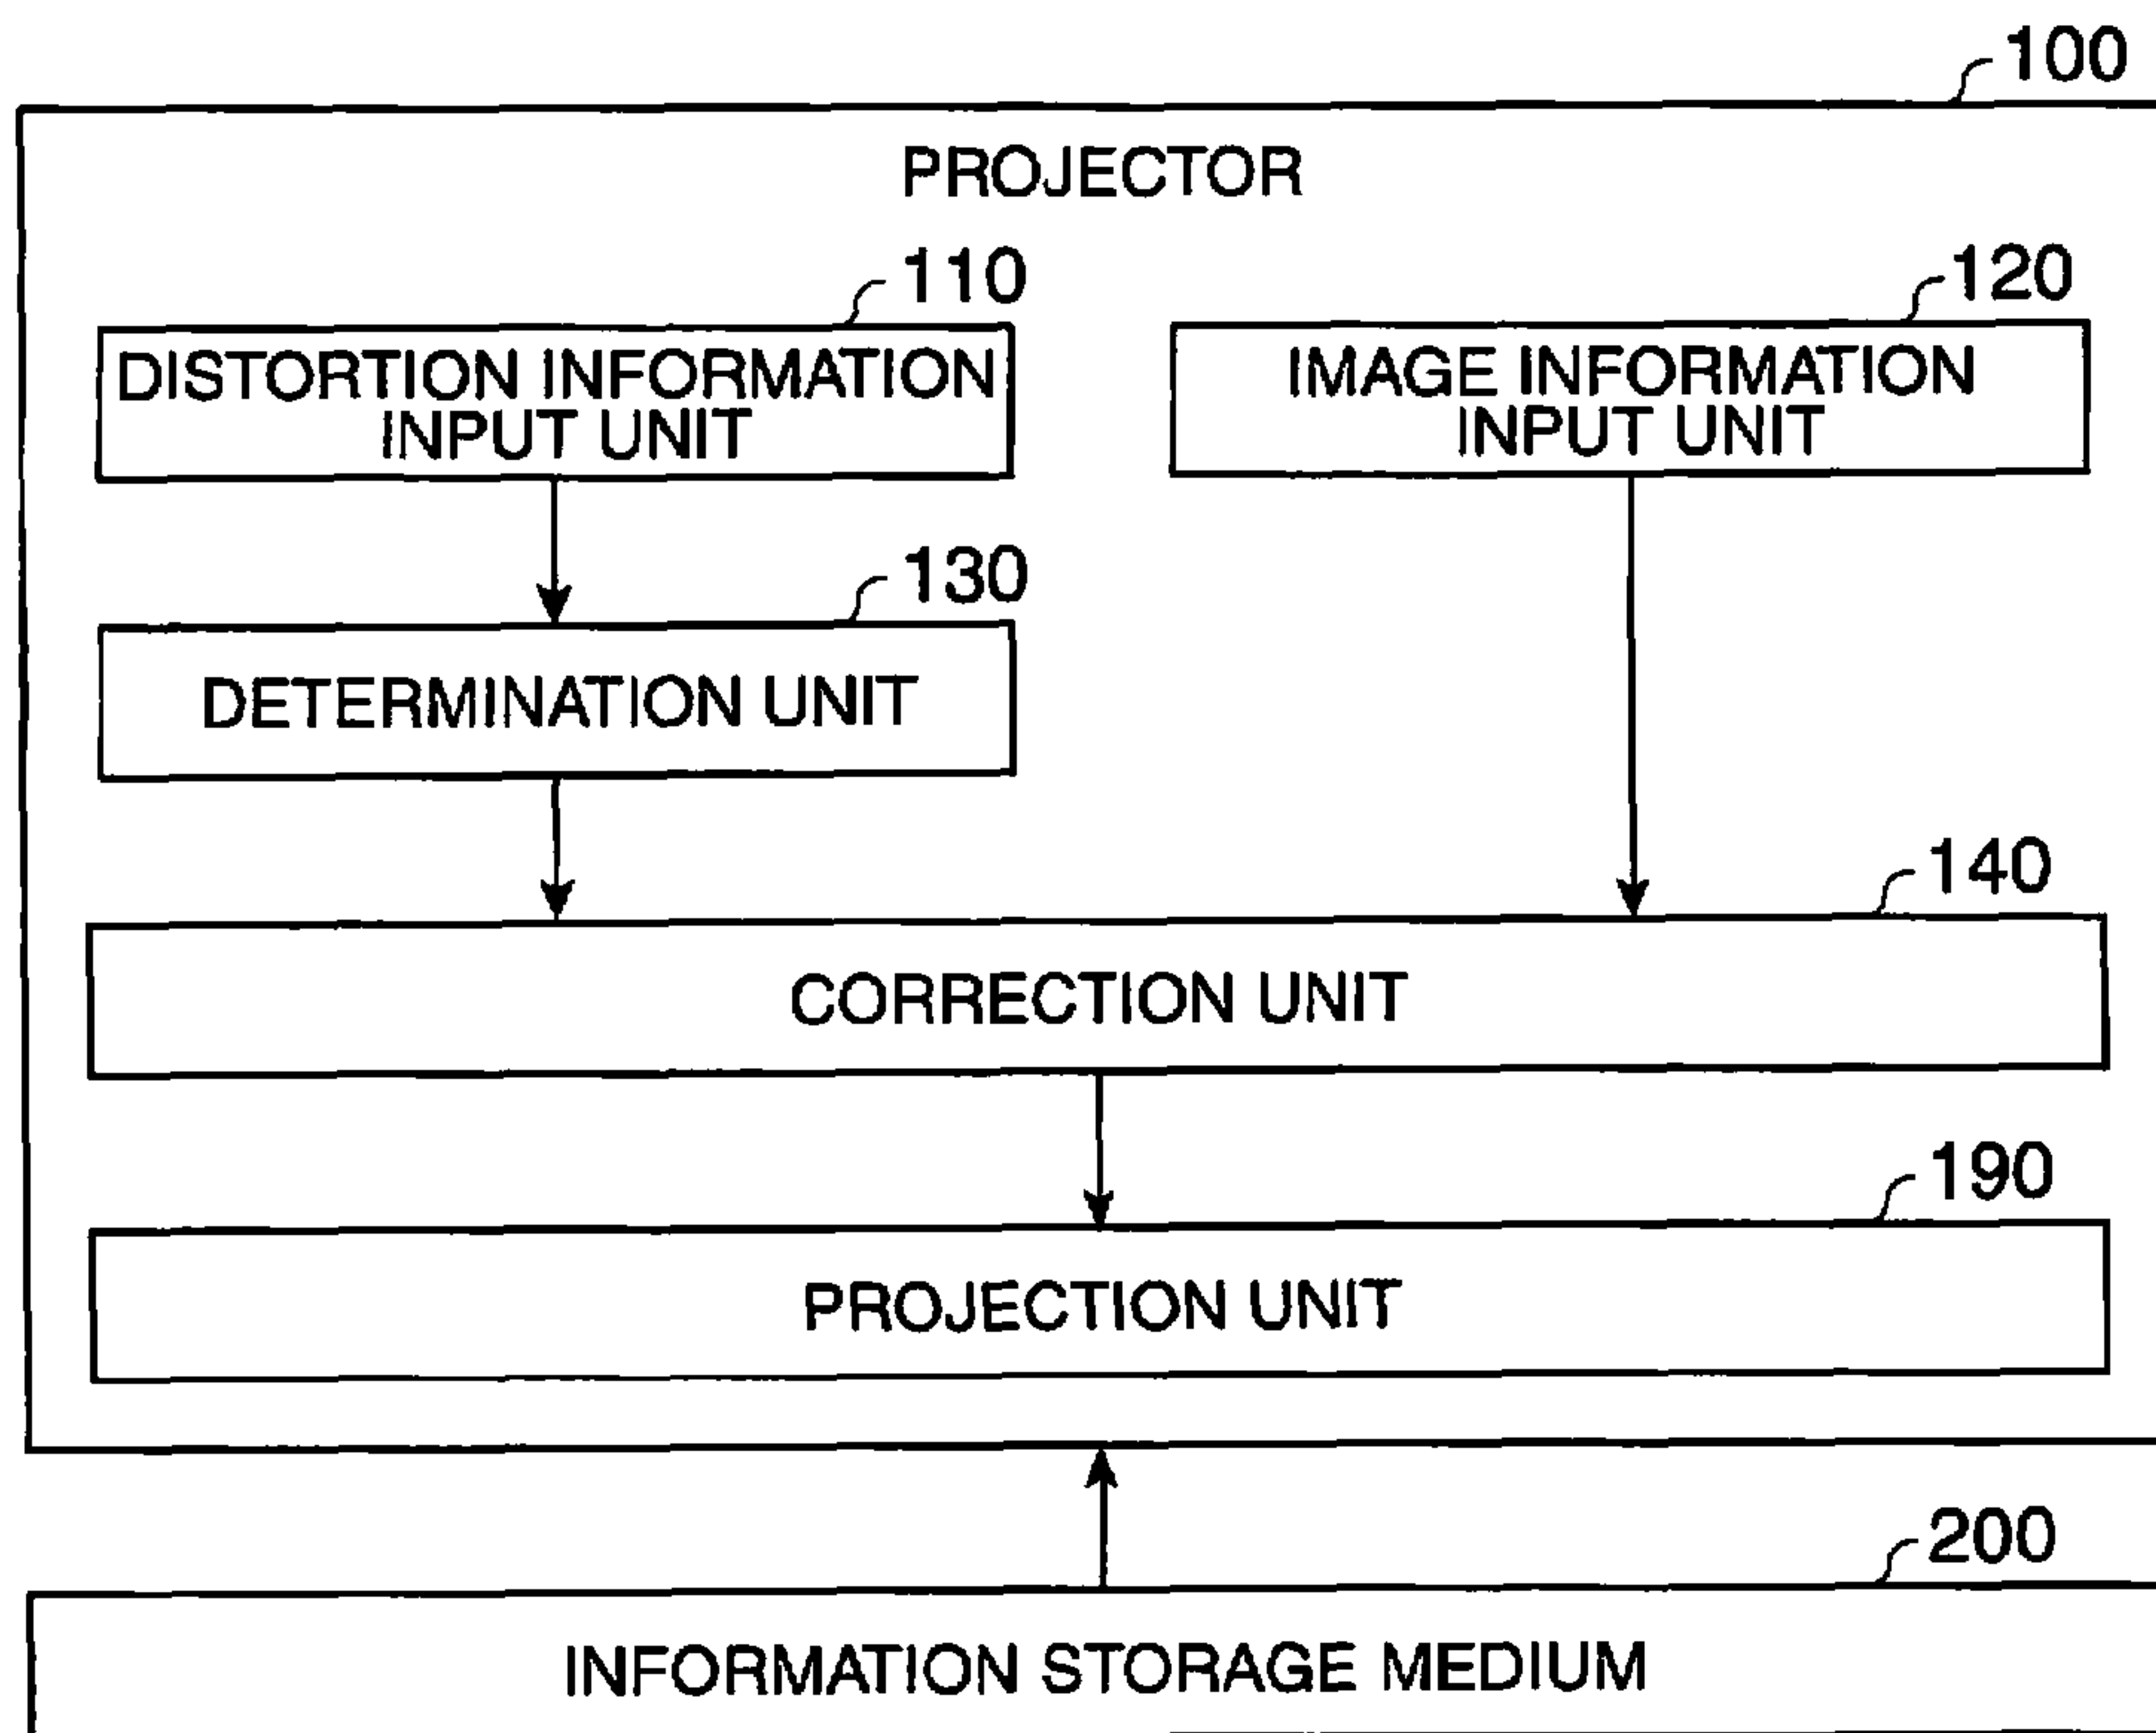 100
PROJECTOR
110
120
DISTORTION INFORMATION
INPUT UNIT
IMAGE INFORMATION
INPUT UNIT
130
DETERMINATION UNIT
140
CORRECTION UNIT
190
PROJECTION UNIT
200
INFORMATION STORAGE MEDIUM